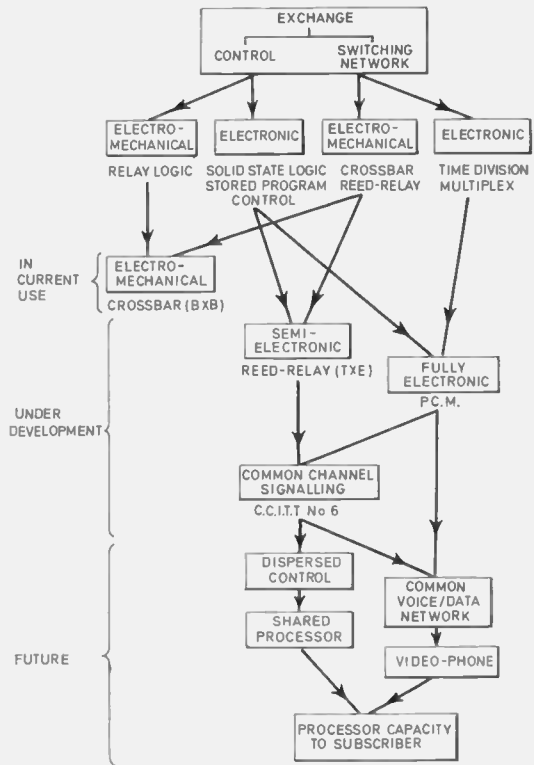 EXCHANGE
CONTROL
SWITCHING
NETWORK
ELECTRO-
MECHANICAL
ELECTRONIC
ELECTRO-
MECHANICAL
ELECTRONIC
RELAY LOGIC
SOLID STATE LOGIC
STORED PROGRAM
CONTROL
CROSSBAR
REED-RELAY
TIME DIVISION
MULTIPLEX
IN
CURRENT
USE
ELECTRO-
MECHANICAL
CROSSBAR (BXB)
SEMI-
ELECTRONIC
REED-RELAY (TXE)
FULLY
ELECTRONIC
P.C.M.
UNDER
DEVELOPMENT
COMMON CHANNEL
SIGNALLING
C.C.I.T.T No 6
DISPERSED
CONTROL
COMMON
VOICE/DATA
NETWORK
SHARED
PROCESSOR
FUTURE
VIDEO-PHONE
PROCESSOR CAPACITY
TO SUBSCRIBER